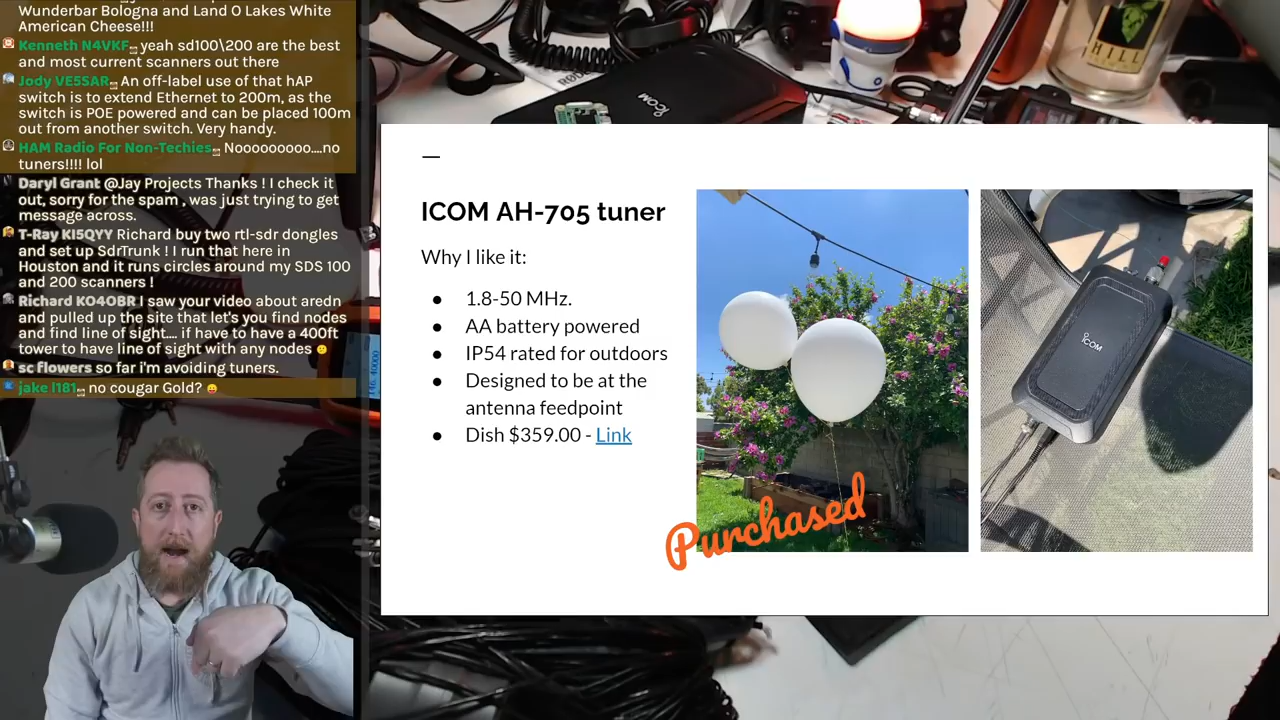 Wunderbar Bologna and Land O Lakes White
American Cheese!!!
Kenneth N4VKF yeah sd100\200 are the best
and most current scanners out there
Jody VE5SAR An off-label use of that hAP
switch is to extend Ethernet to 200m, as the
switch is POE powered and can be placed 100m
out from another switch. Very handy.
HAM Radio For Non-Techies Nooooooooo....no
tuners!!!! lol
Daryl Grant @Jay Projects Thanks ! I check it
out, sorry for the spam , was just trying to get
message across.
T-Ray KI5QYY Richard buy two rtl-sdr dongles
and set up SdrTrunk ! I run that here in
Houston and it runs circles around my SDS 100
and 200 scanners !
Richard KO4OBR I saw your video about aredn
and pulled up the site that let's you find nodes
and find line of sight.... if have to have a 400ft
tower to have line of sight with any nodes
sc flowers so far i'm avoiding tuners.
jake l181 no cougar Gold?
ICOM
HILL
ICOM AH-705 tuner
Why I like it:
● 1.8-50 MHz.
● AA battery powered
● IP54 rated for outdoors
● Designed to be at the
antenna feedpoint
● Dish $359.00 - Link
Purchased
ICOM